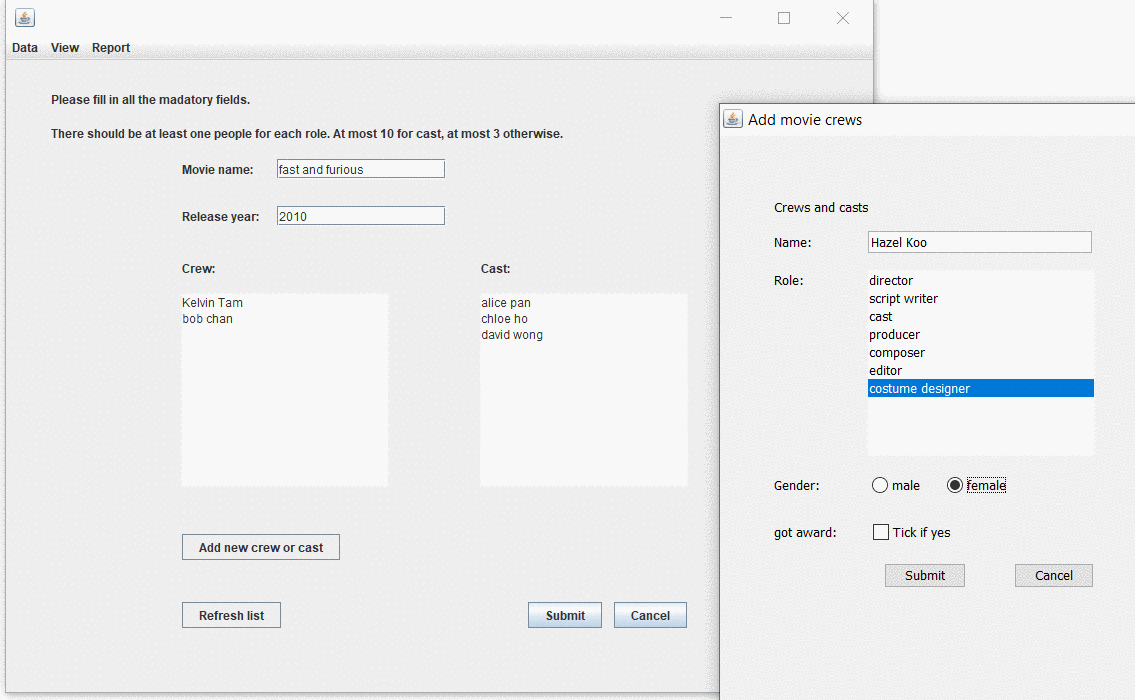 Data View Report
Please fill in all the madatory fields.
There should be at least one people for each role. At most 10 for cast, at most 3 otherwise.
Movie name: fast and furious
Release year: 2010
Crew:
Kelvin Tam
bob chan
Cast:
alice pan
chloe ho
david wong
Add new crew or cast
Refresh list
Submit
Cancel
Add movie crews
Crews and casts
Name: Hazel Koo
Role:
director
script writer
cast
producer
composer
editor
costume designer
Gender: male female
got award: Tick if yes
Submit
Cancel